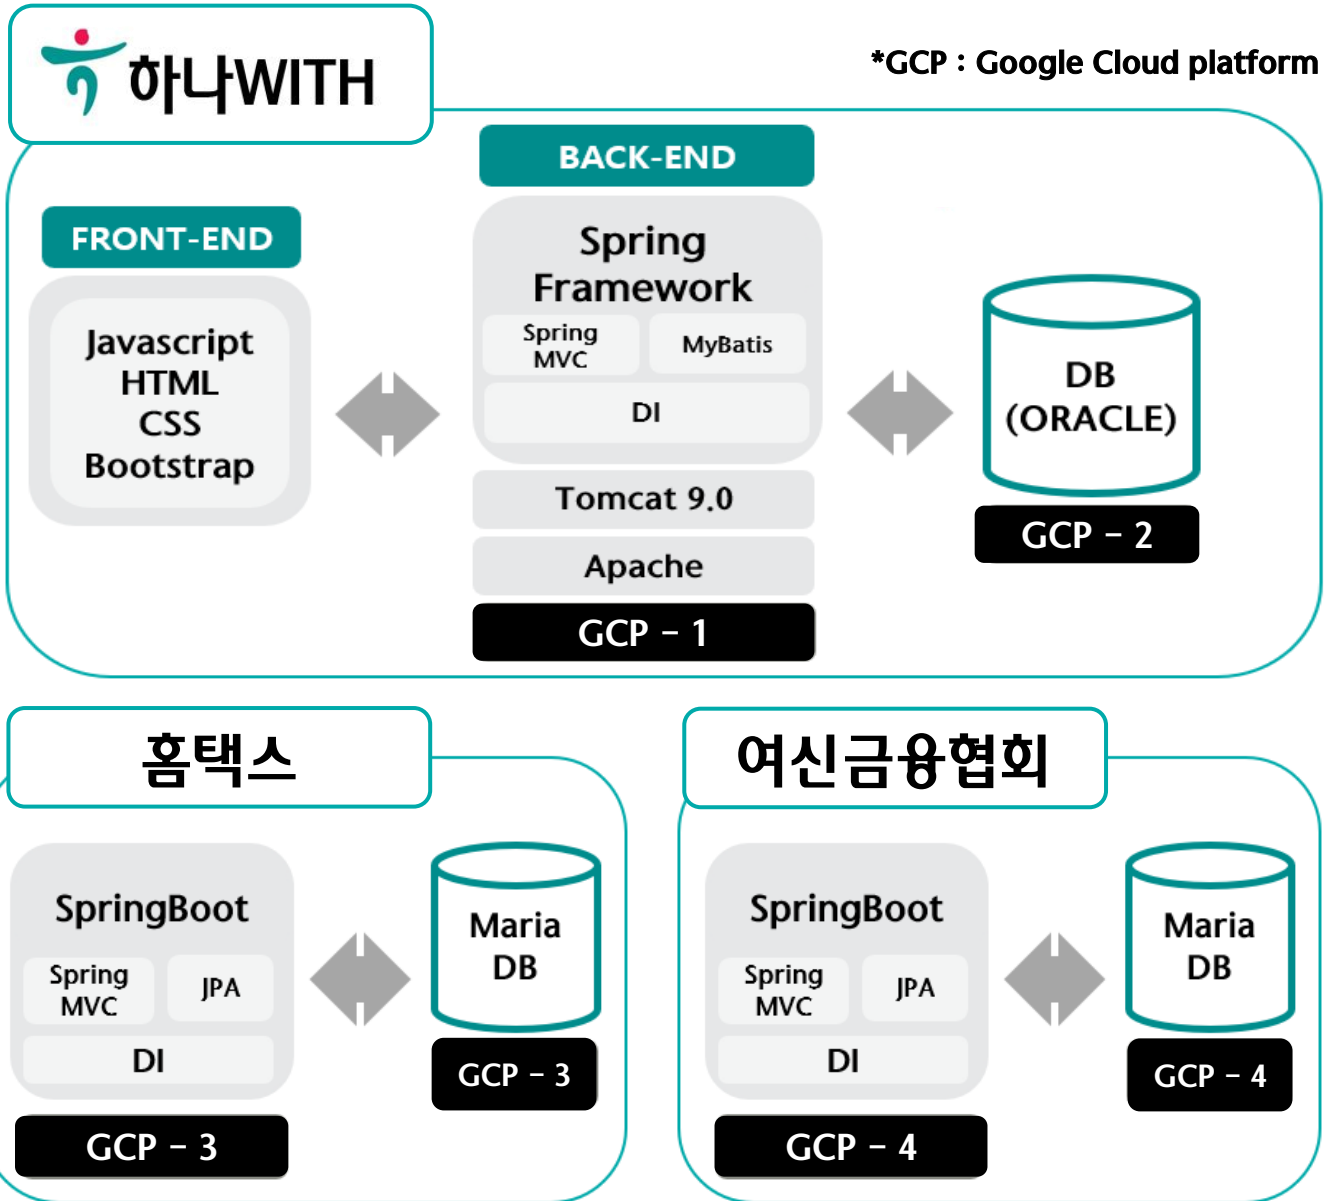 하나WITH
*GCP : Google Cloud platform
BACK-END
FRONT-END
Spring
Framework
Spring
MVC
MyBatis
DI
Javascript
HTML
CSS
Bootstrap
DB
(ORACLE)
Tomcat 9.0
Apache
GCP - 1
GCP - 2
홈택스
SpringBoot
Spring
MVC
JPA
DI
GCP - 3
Maria
DB
GCP - 3
여신금융협회
SpringBoot
Spring
MVC
JPA
DI
GCP - 4
Maria
DB
GCP - 4